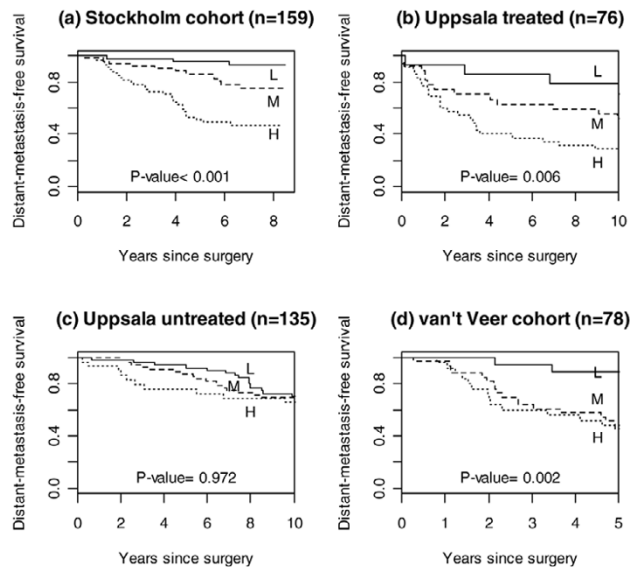 (a) Stockholm cohort (n=159)
Distant-metastasis-free survival
0.8
0.4
0.0
L
M
H
P-value< 0.001
0 2 4 6 8
Years since surgery
(b) Uppsala treated (n=76)
Distant-metastasis-free survival
0.8
0.4
0.0
L
M
H
P-value= 0.006
0 2 4 6 8 10
Years since surgery
(c) Uppsala untreated (n=135)
Distant-metastasis-free survival
0.8
0.4
0.0
L
M
H
P-value= 0.972
0 2 4 6 8 10
Years since surgery
(d) van't Veer cohort (n=78)
Distant-metastasis-free survival
0.8
0.4
0.0
L
M
H
P-value= 0.002
0 1 2 3 4 5
Years since surgery